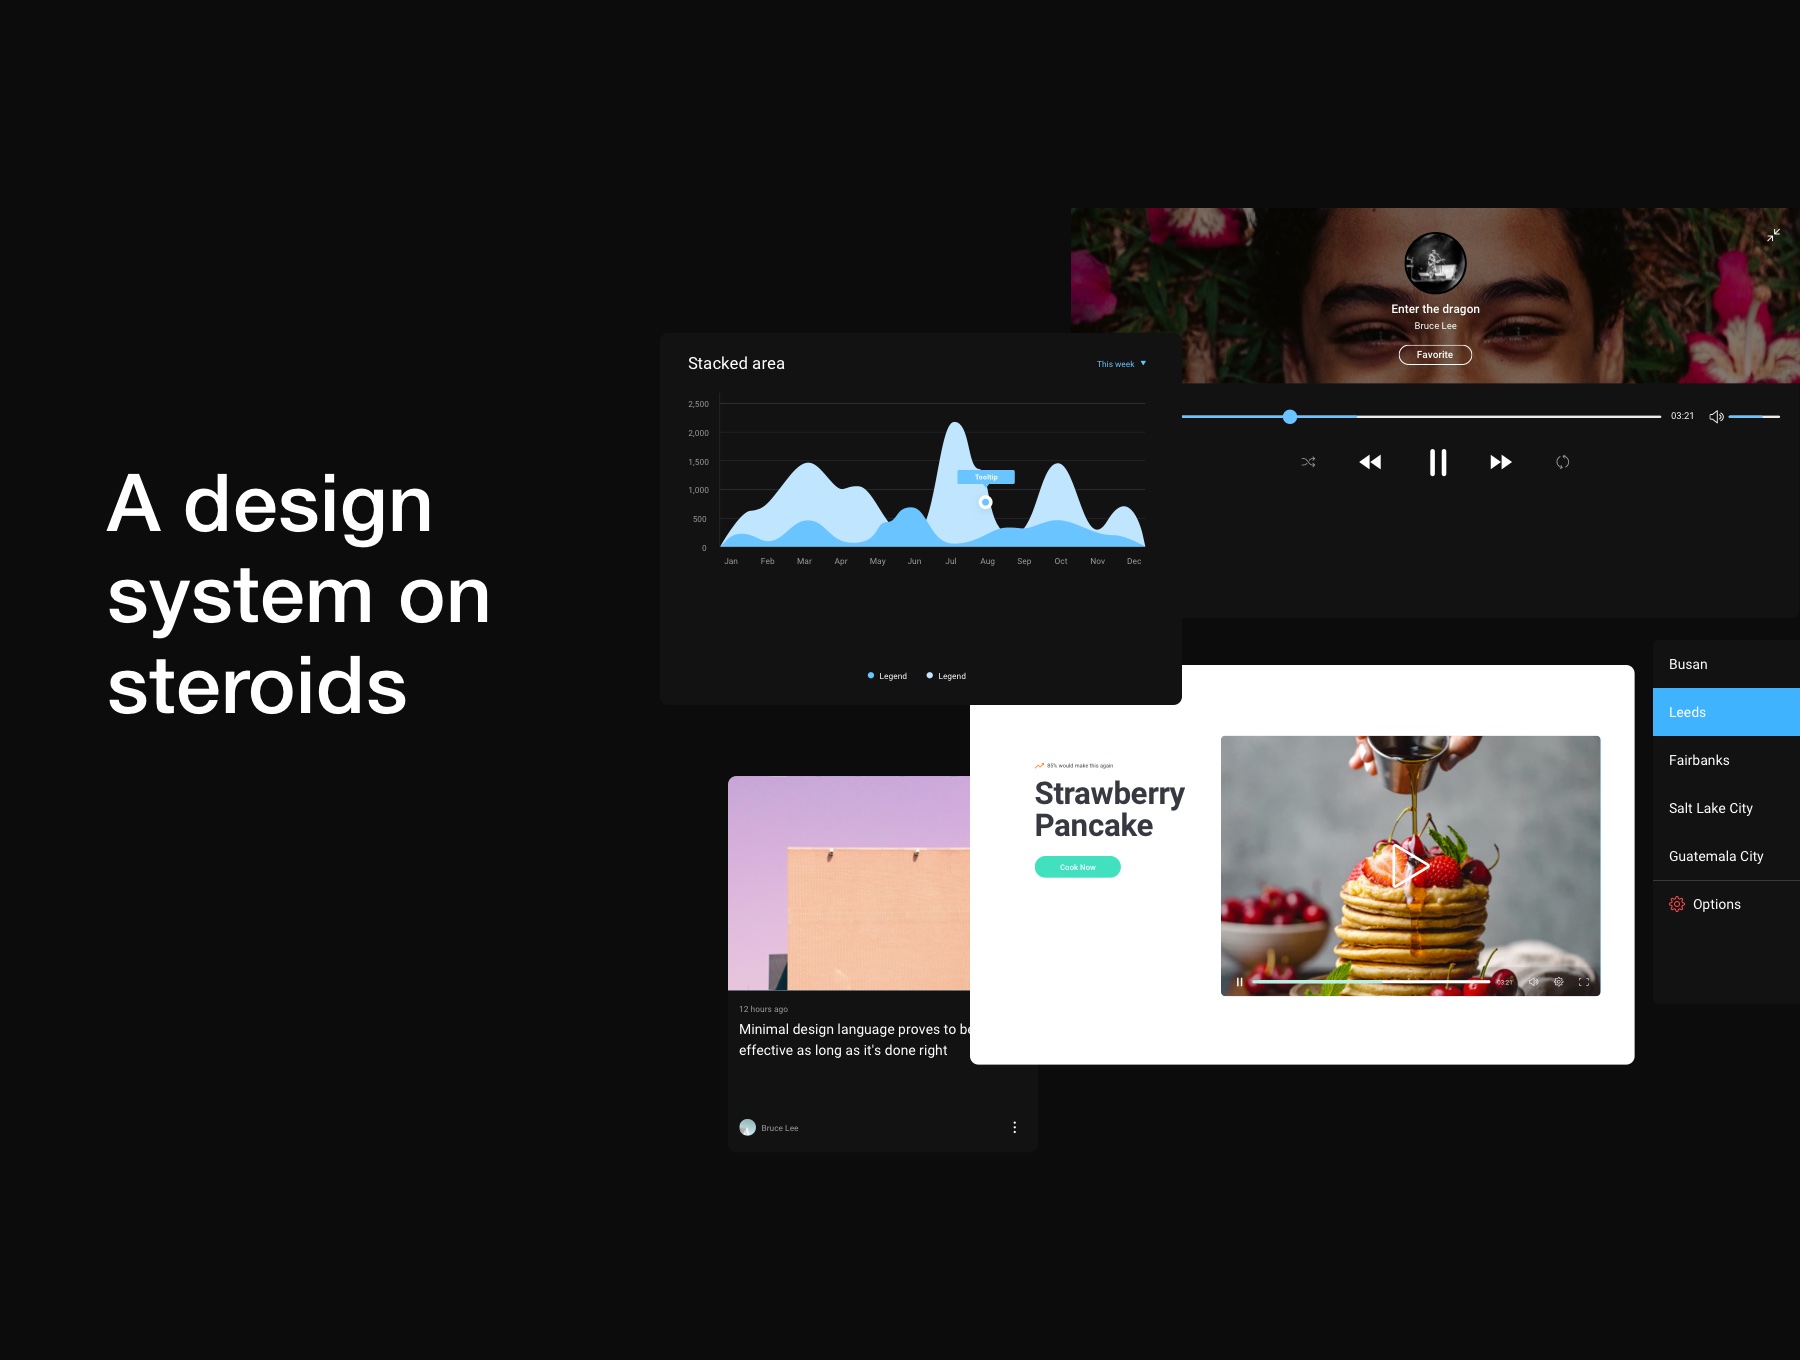 A design
system on
steroids
Enter the dragon
Bruce Lee
Favorite
03:21
Stacked area
This week
2,500
2,000
1,500
1,000
500
0
Tooltip
Jan Feb Mar Apr May Jun Jul Aug Sep Oct Nov Dec
Legend Legend
85% would make this again
Strawberry
Pancake
Cook Now
03:21
Busan
Leeds
Fairbanks
Salt Lake City
Guatemala City
Options
12 hours ago
Minimal design language proves to be
effective as long as it's done right
Bruce Lee